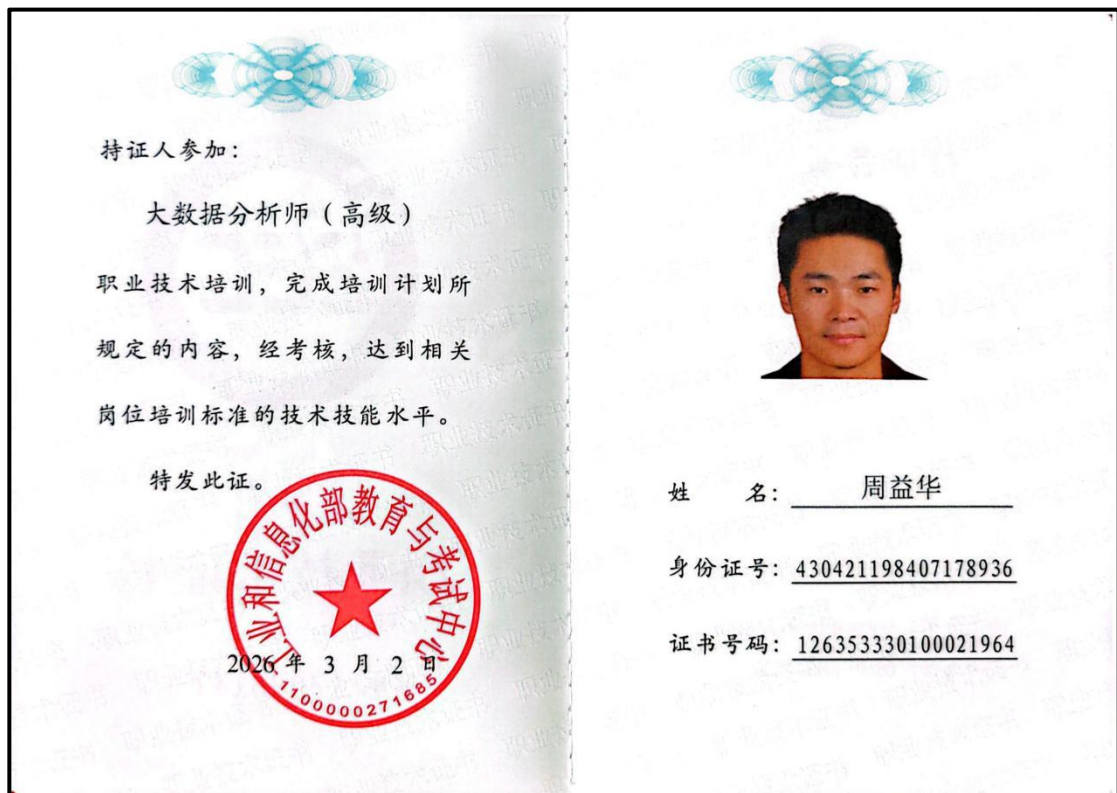 持证人参加：
大数据分析师（高级）
职业技术培训，完成培训计划所
规定的内容，经考核，达到相关
岗位培训标准的技术技能水平。
特发此证。
工业和信息化部教育与考试中心
2026 年 3 月 2 日
1100000271685
姓 名： 周益华
身份证号： 430421198407178936
证书号码： 126353330100021964